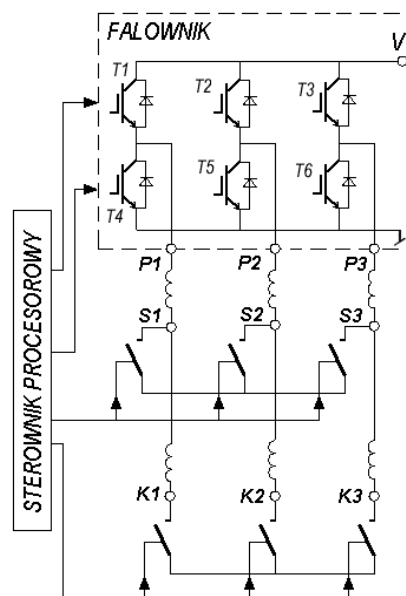 FALOWNIK
V
T1
T2
T3
T4
T5
T6
P1
P2
P3
S1
S2
S3
STEROWNIK PROCESOROWY
K1
K2
K3